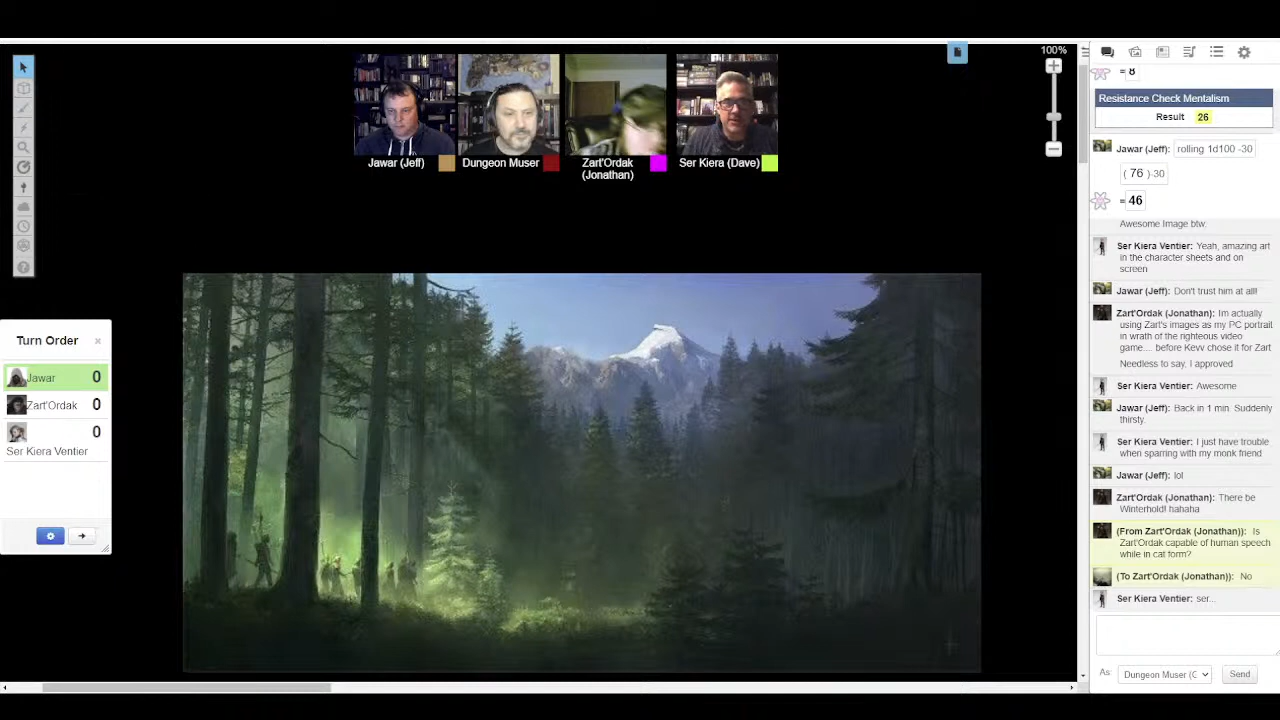 100%
Jawar (Jeff)
Dungeon Muser
Zart'Ordak
(Jonathan)
Ser Kiera (Dave)
Turn Order ×
Jawar 0
Zart'Ordak 0
0
Ser Kiera Ventier
= 8
Resistance Check Mentalism
Result 26
Jawar (Jeff): rolling 1d100 -30
( 76 )-30
= 46
Awesome Image btw.
Ser Kiera Ventier: Yeah, amazing art
in the character sheets and on
screen
Jawar (Jeff): Don't trust him at all!
Zart'Ordak (Jonathan): Im actually
using Zart's images as my PC portrait
in wrath of the righteous video
game.... before Kevv chose it for Zart
Needless to say, I approved
Ser Kiera Ventier: Awesome
Jawar (Jeff): Back in 1 min. Suddenly
thirsty.
Ser Kiera Ventier: I just have trouble
when sparring with my monk friend
Jawar (Jeff): lol
Zart'Ordak (Jonathan): There be
Winterhold! hahaha
(From Zart'Ordak (Jonathan)): Is
Zart'Ordak capable of human speech
while in cat form?
(To Zart'Ordak (Jonathan)): No
Ser Kiera Ventier: ser...
As: Dungeon Muser (C Send